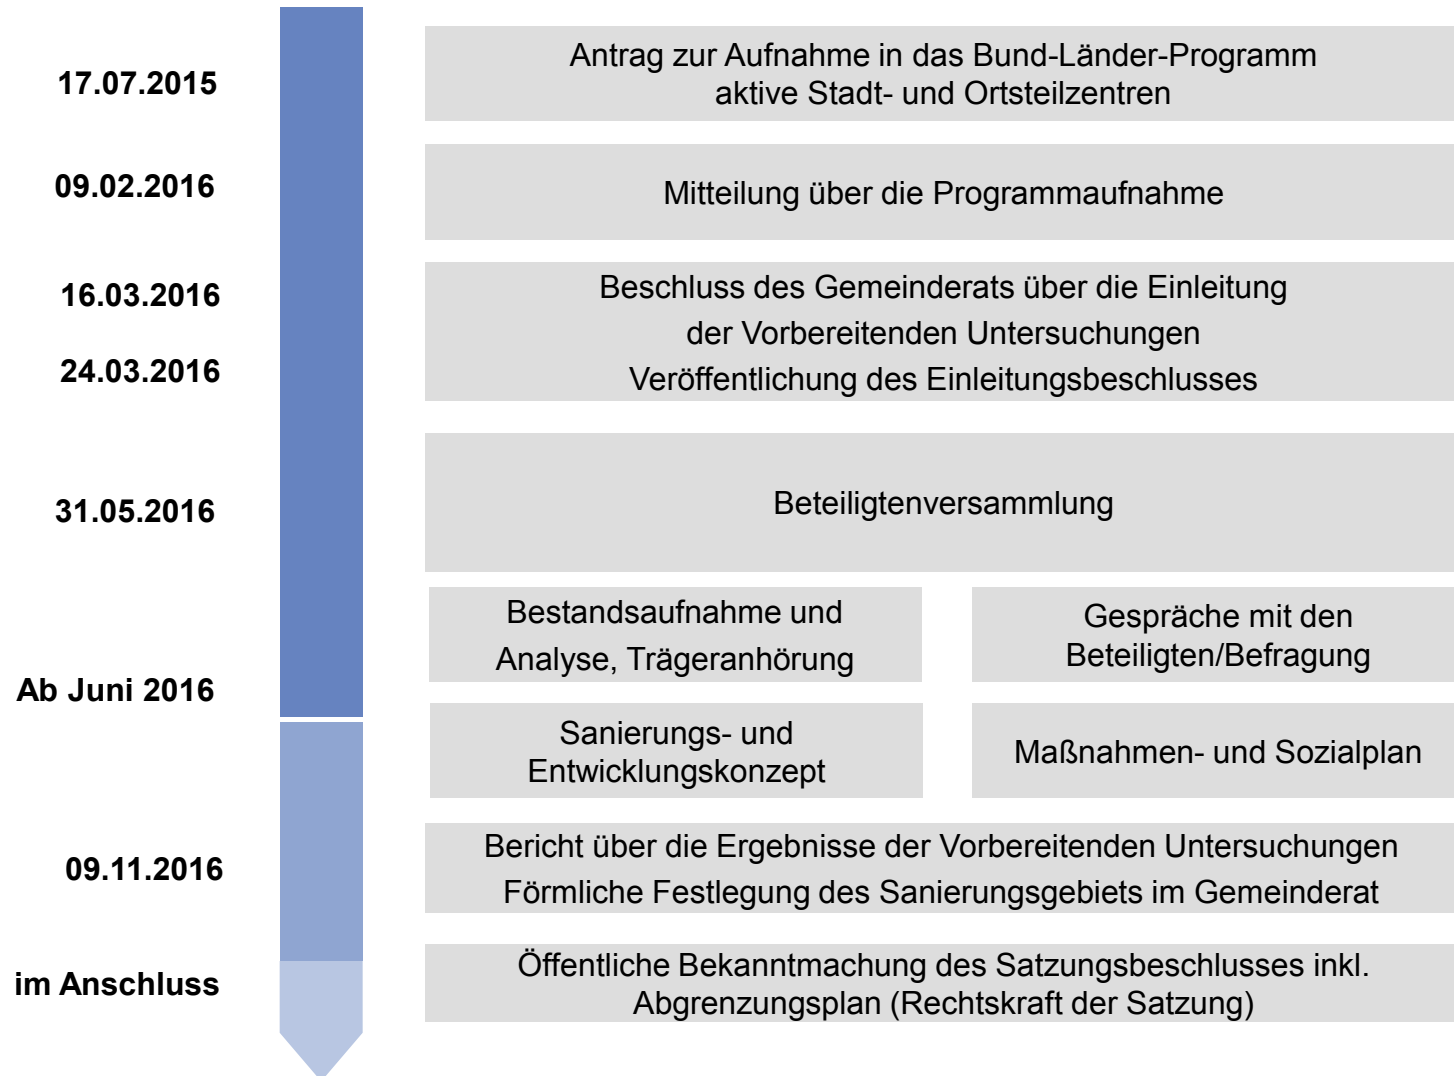 17.07.2015
Antrag zur Aufnahme in das Bund-Länder-Programm
aktive Stadt- und Ortsteilzentren
09.02.2016
Mitteilung über die Programmaufnahme
16.03.2016
Beschluss des Gemeinderats über die Einleitung
der Vorbereitenden Untersuchungen
24.03.2016
Veröffentlichung des Einleitungsbeschlusses
31.05.2016
Beteiligtenversammlung
Ab Juni 2016
Bestandsaufnahme und
Analyse, Trägeranhörung
Gespräche mit den
Beteiligten/Befragung
Sanierungs- und
Entwicklungskonzept
Maßnahmen- und Sozialplan
09.11.2016
Bericht über die Ergebnisse der Vorbereitenden Untersuchungen
Förmliche Festlegung des Sanierungsgebiets im Gemeinderat
im Anschluss
Öffentliche Bekanntmachung des Satzungsbeschlusses inkl.
Abgrenzungsplan (Rechtskraft der Satzung)